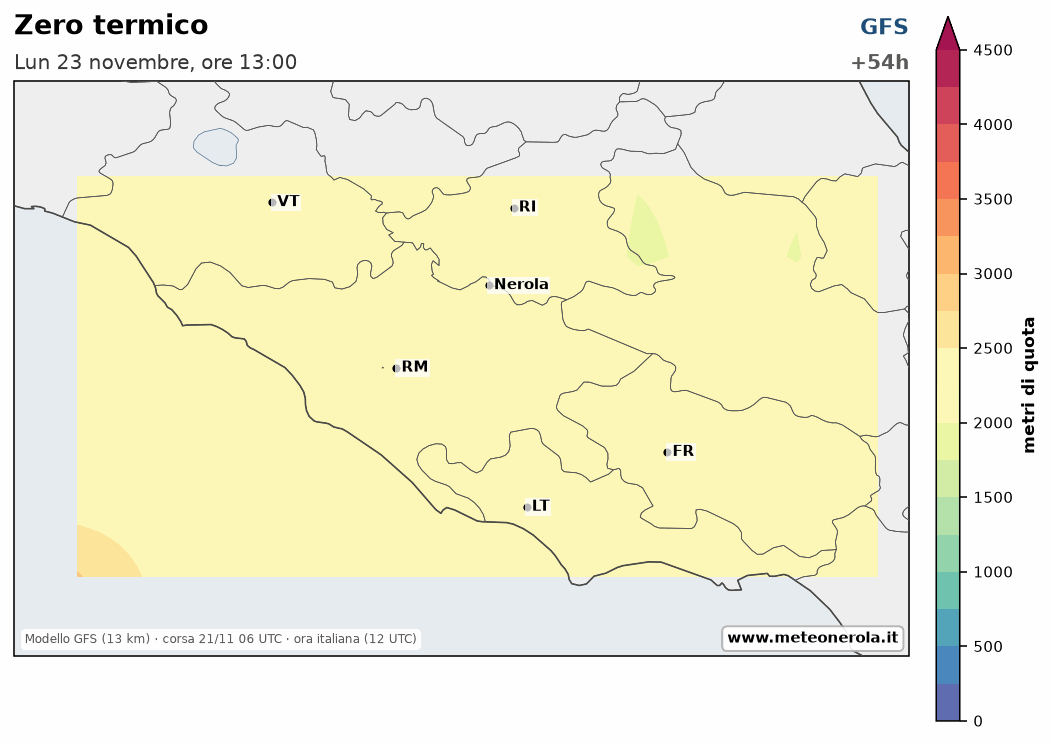 Zero termico
GFS
Lun 23 novembre, ore 13:00
+54h
VT
RI
Nerola
RM
FR
LT
Modello GFS (13 km) · corsa 21/11 06 UTC · ora italiana (12 UTC)
www.meteonerola.it
4500
4000
3500
3000
2500
2000
1500
1000
500
0
metri di quota